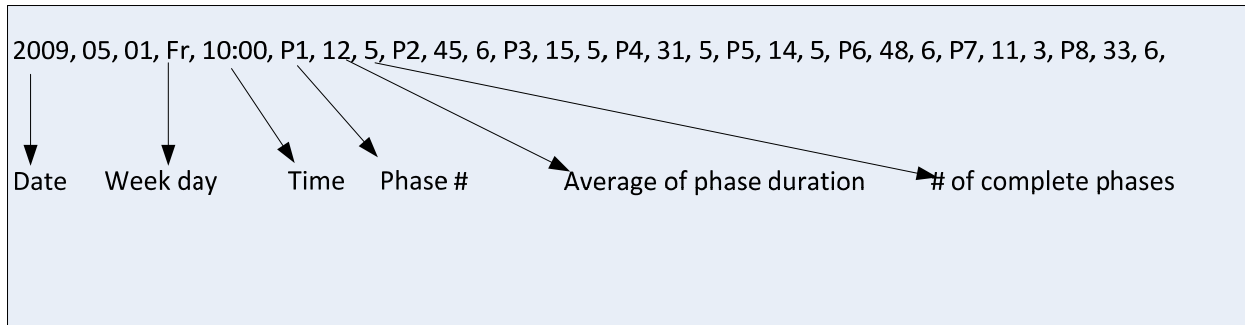 2009, 05, 01, Fr, 10:00, P1, 12, 5, P2, 45, 6, P3, 15, 5, P4, 31, 5, P5, 14, 5, P6, 48, 6, P7, 11, 3, P8, 33, 6,
Date Week day Time Phase # Average of phase duration # of complete phases